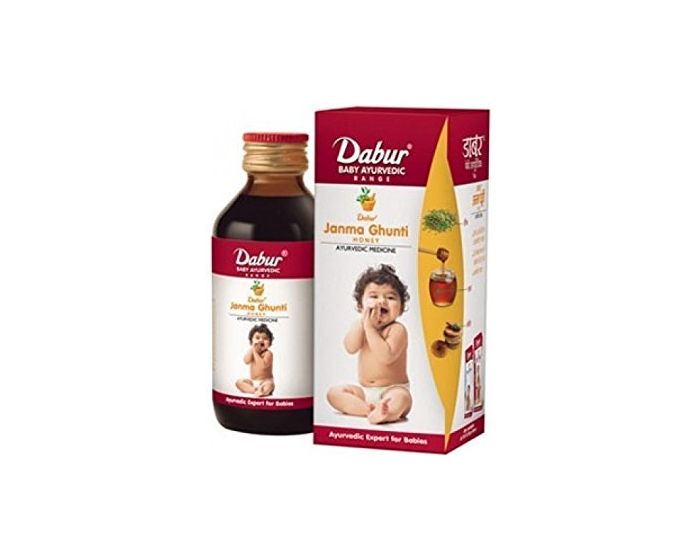 Dabur®
BABY AYURVEDIC
RANGE
Dabur
Janma Ghunti
HONEY
AYURVEDIC MEDICINE
Ayurvedic Expert for Babies
Dabur®
BABY AYURVEDIC
RANGE
Dabur
Janma Ghunti
HONEY
AYURVEDIC MEDICINE
Ayurvedic Expert for Babies
डाबर